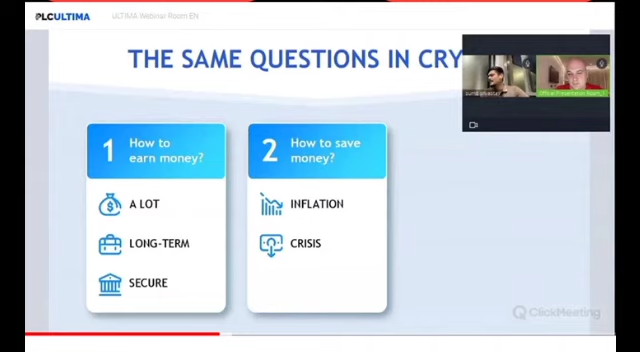 PLCULTIMA
ULTIMA Webinar Room EN
THE SAME QUESTIONS IN CRY
1
How to
earn money?
A LOT
LONG-TERM
SECURE
2
How to save
money?
INFLATION
CRISIS
ClickMeeting